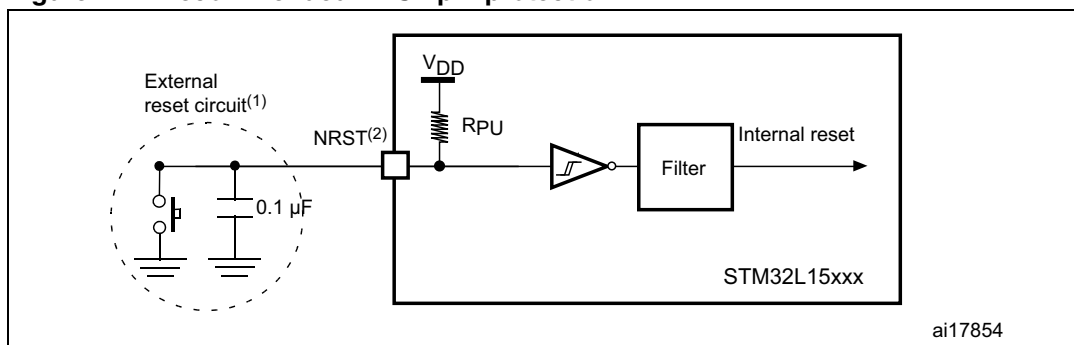 External
reset circuit(1)
VDD
RPU
NRST(2)
Internal reset
Filter
0.1 µF
STM32L15xxx
ai17854